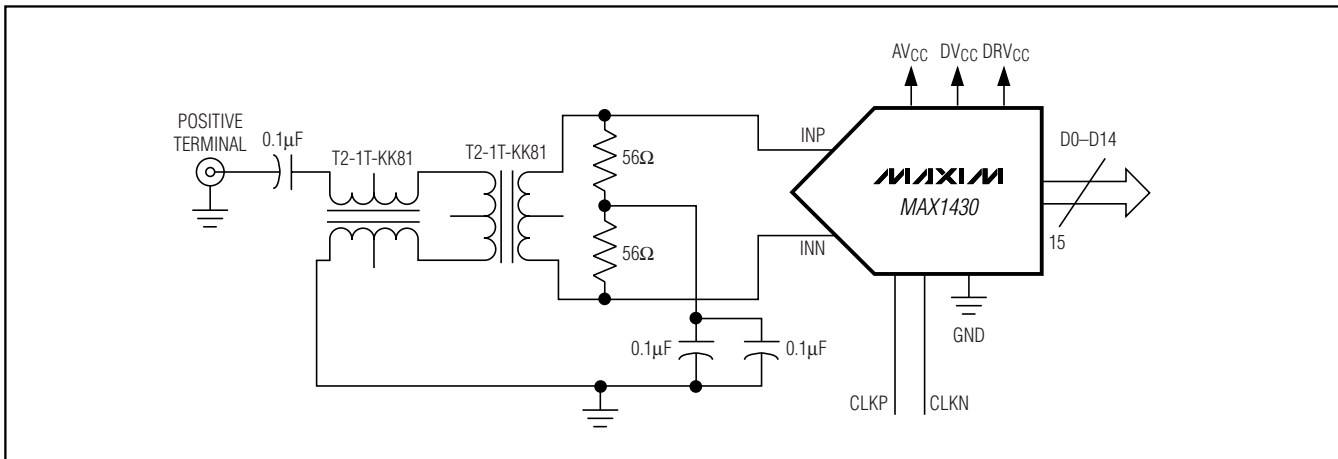 AVCC DVCC DRVCC
POSITIVE
TERMINAL
0.1µF
T2-1T-KK81
T2-1T-KK81
56Ω
56Ω
INP
INN
MAXIM
MAX1430
D0–D14
15
0.1µF
0.1µF
GND
CLKP
CLKN